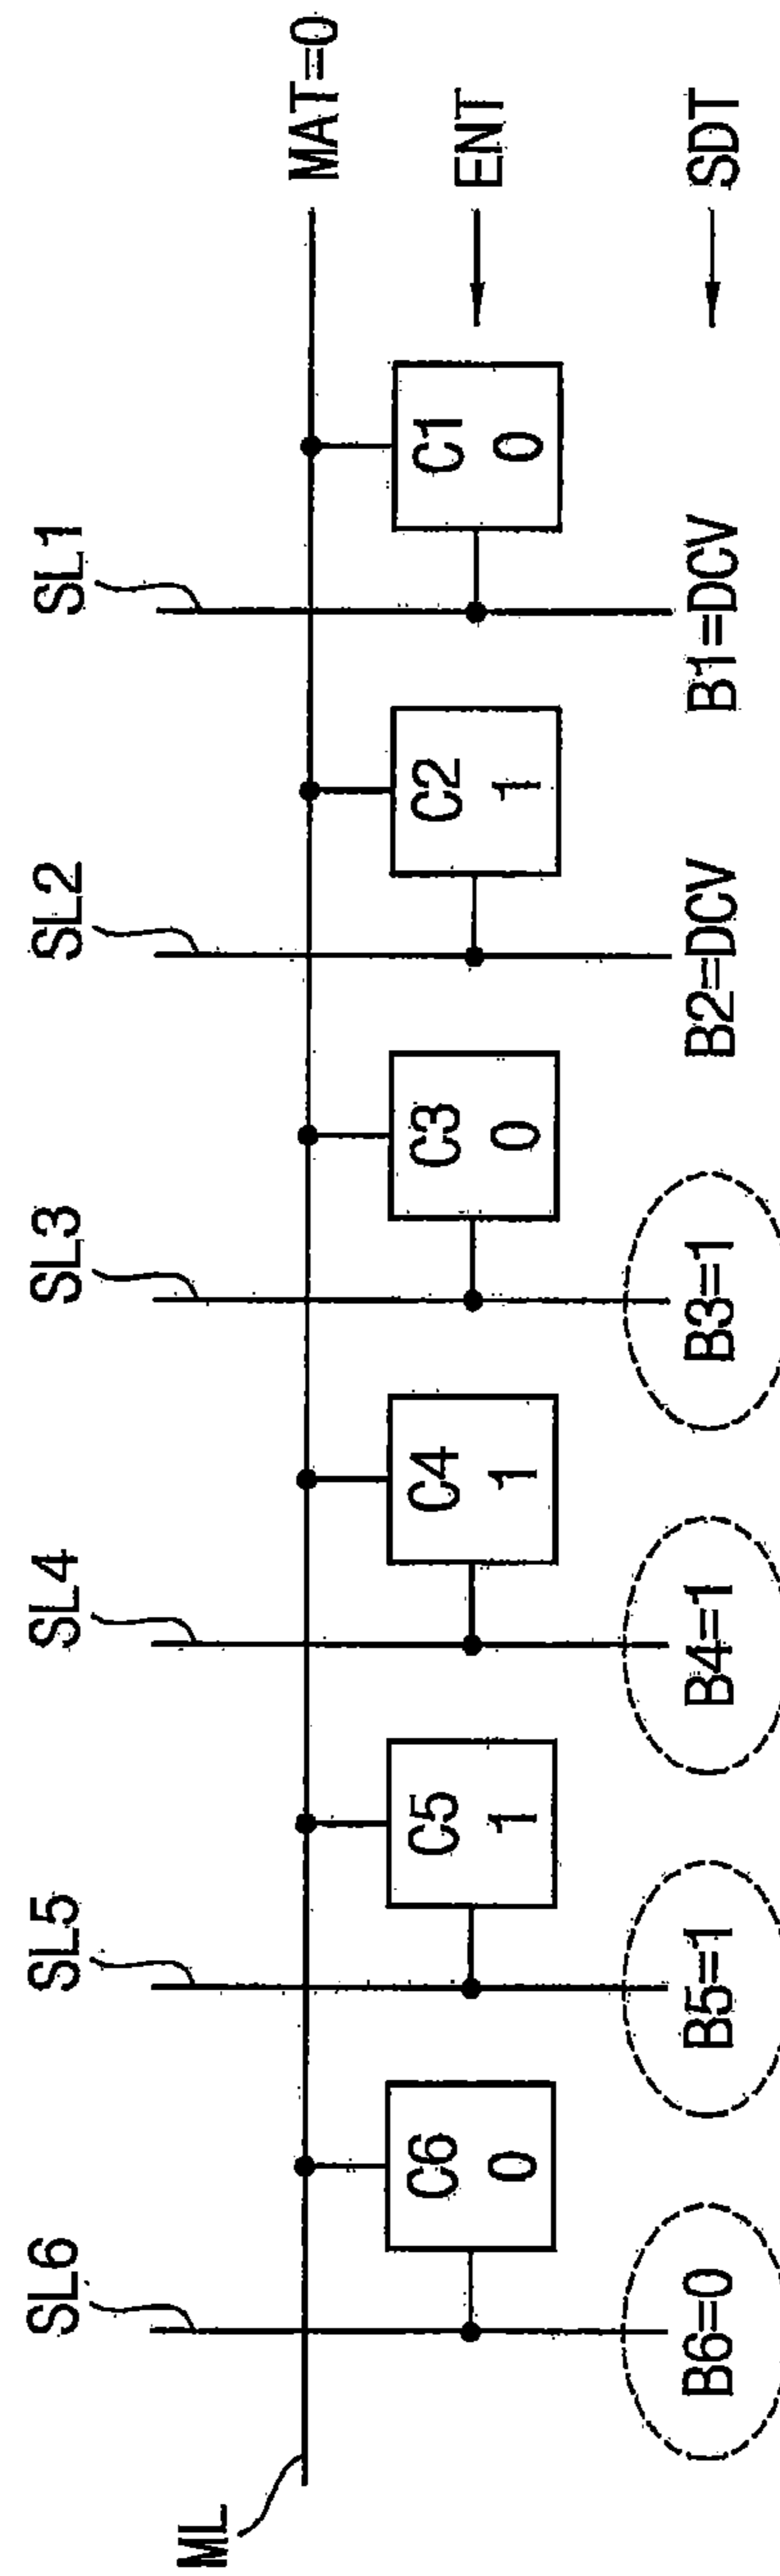 SL6 SL5 SL4 SL3 SL2 SL1
ML MAT=0
C6 C5 C4 C3 C2 C1 ENT
0 1 1 0 1 0
B6=0 B5=1 B4=1 B3=1 B2=DCV B1=DCV SDT